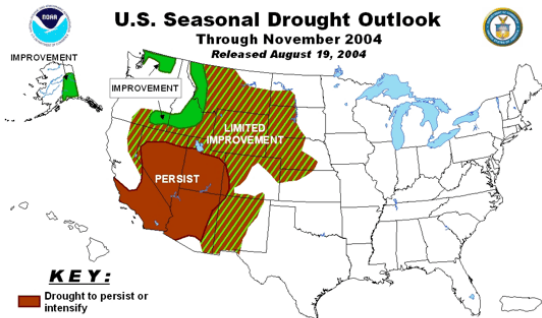 U.S. Seasonal Drought Outlook
Through November 2004
Released August 19, 2004
NOAA
IMPROVEMENT
IMPROVEMENT
LIMITED
IMPROVEMENT
PERSIST
KEY:
Drought to persist or
intensify